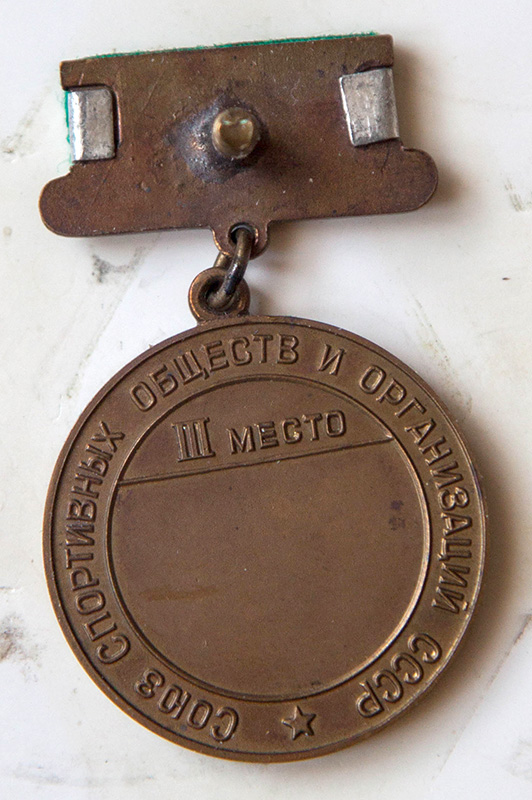 СОЮЗ СПОРТИВНЫХ ОБЩЕСТВ И ОРГАНИЗАЦИЙ СССР
III МЕСТО